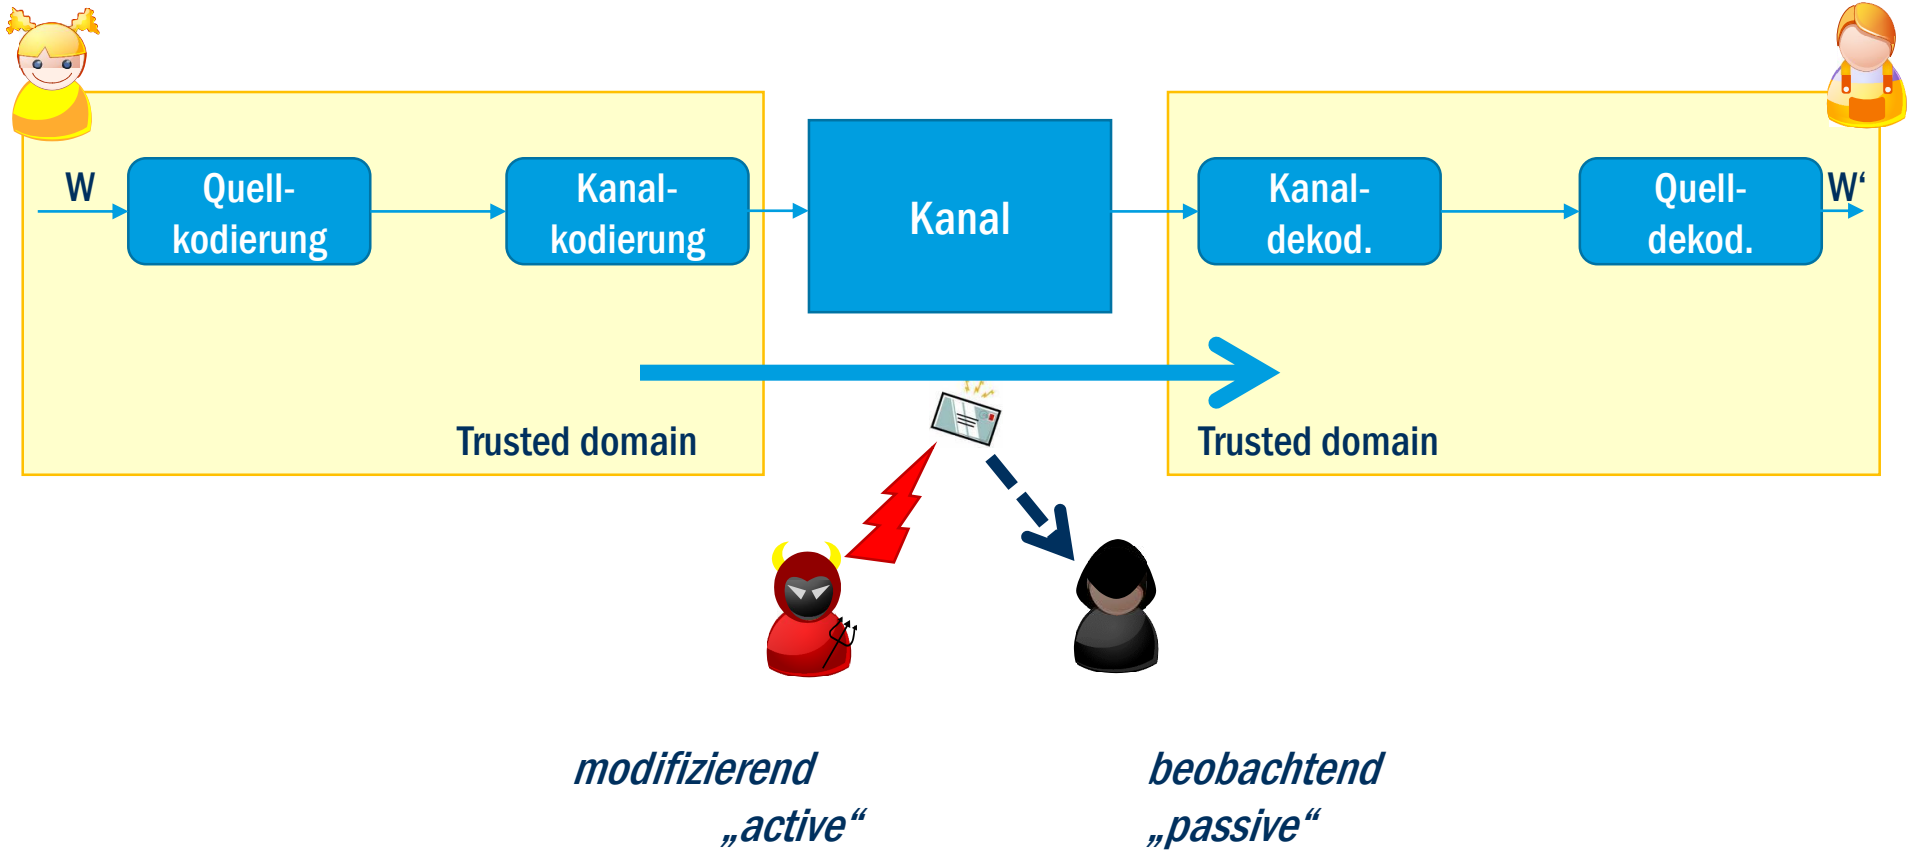 W
Quell-
kodierung
Kanal-
kodierung
Kanal
Kanal-
dekod.
Quell-
dekod.
W‘
Trusted domain
Trusted domain
modifizierend
„active“
beobachtend
„passive“